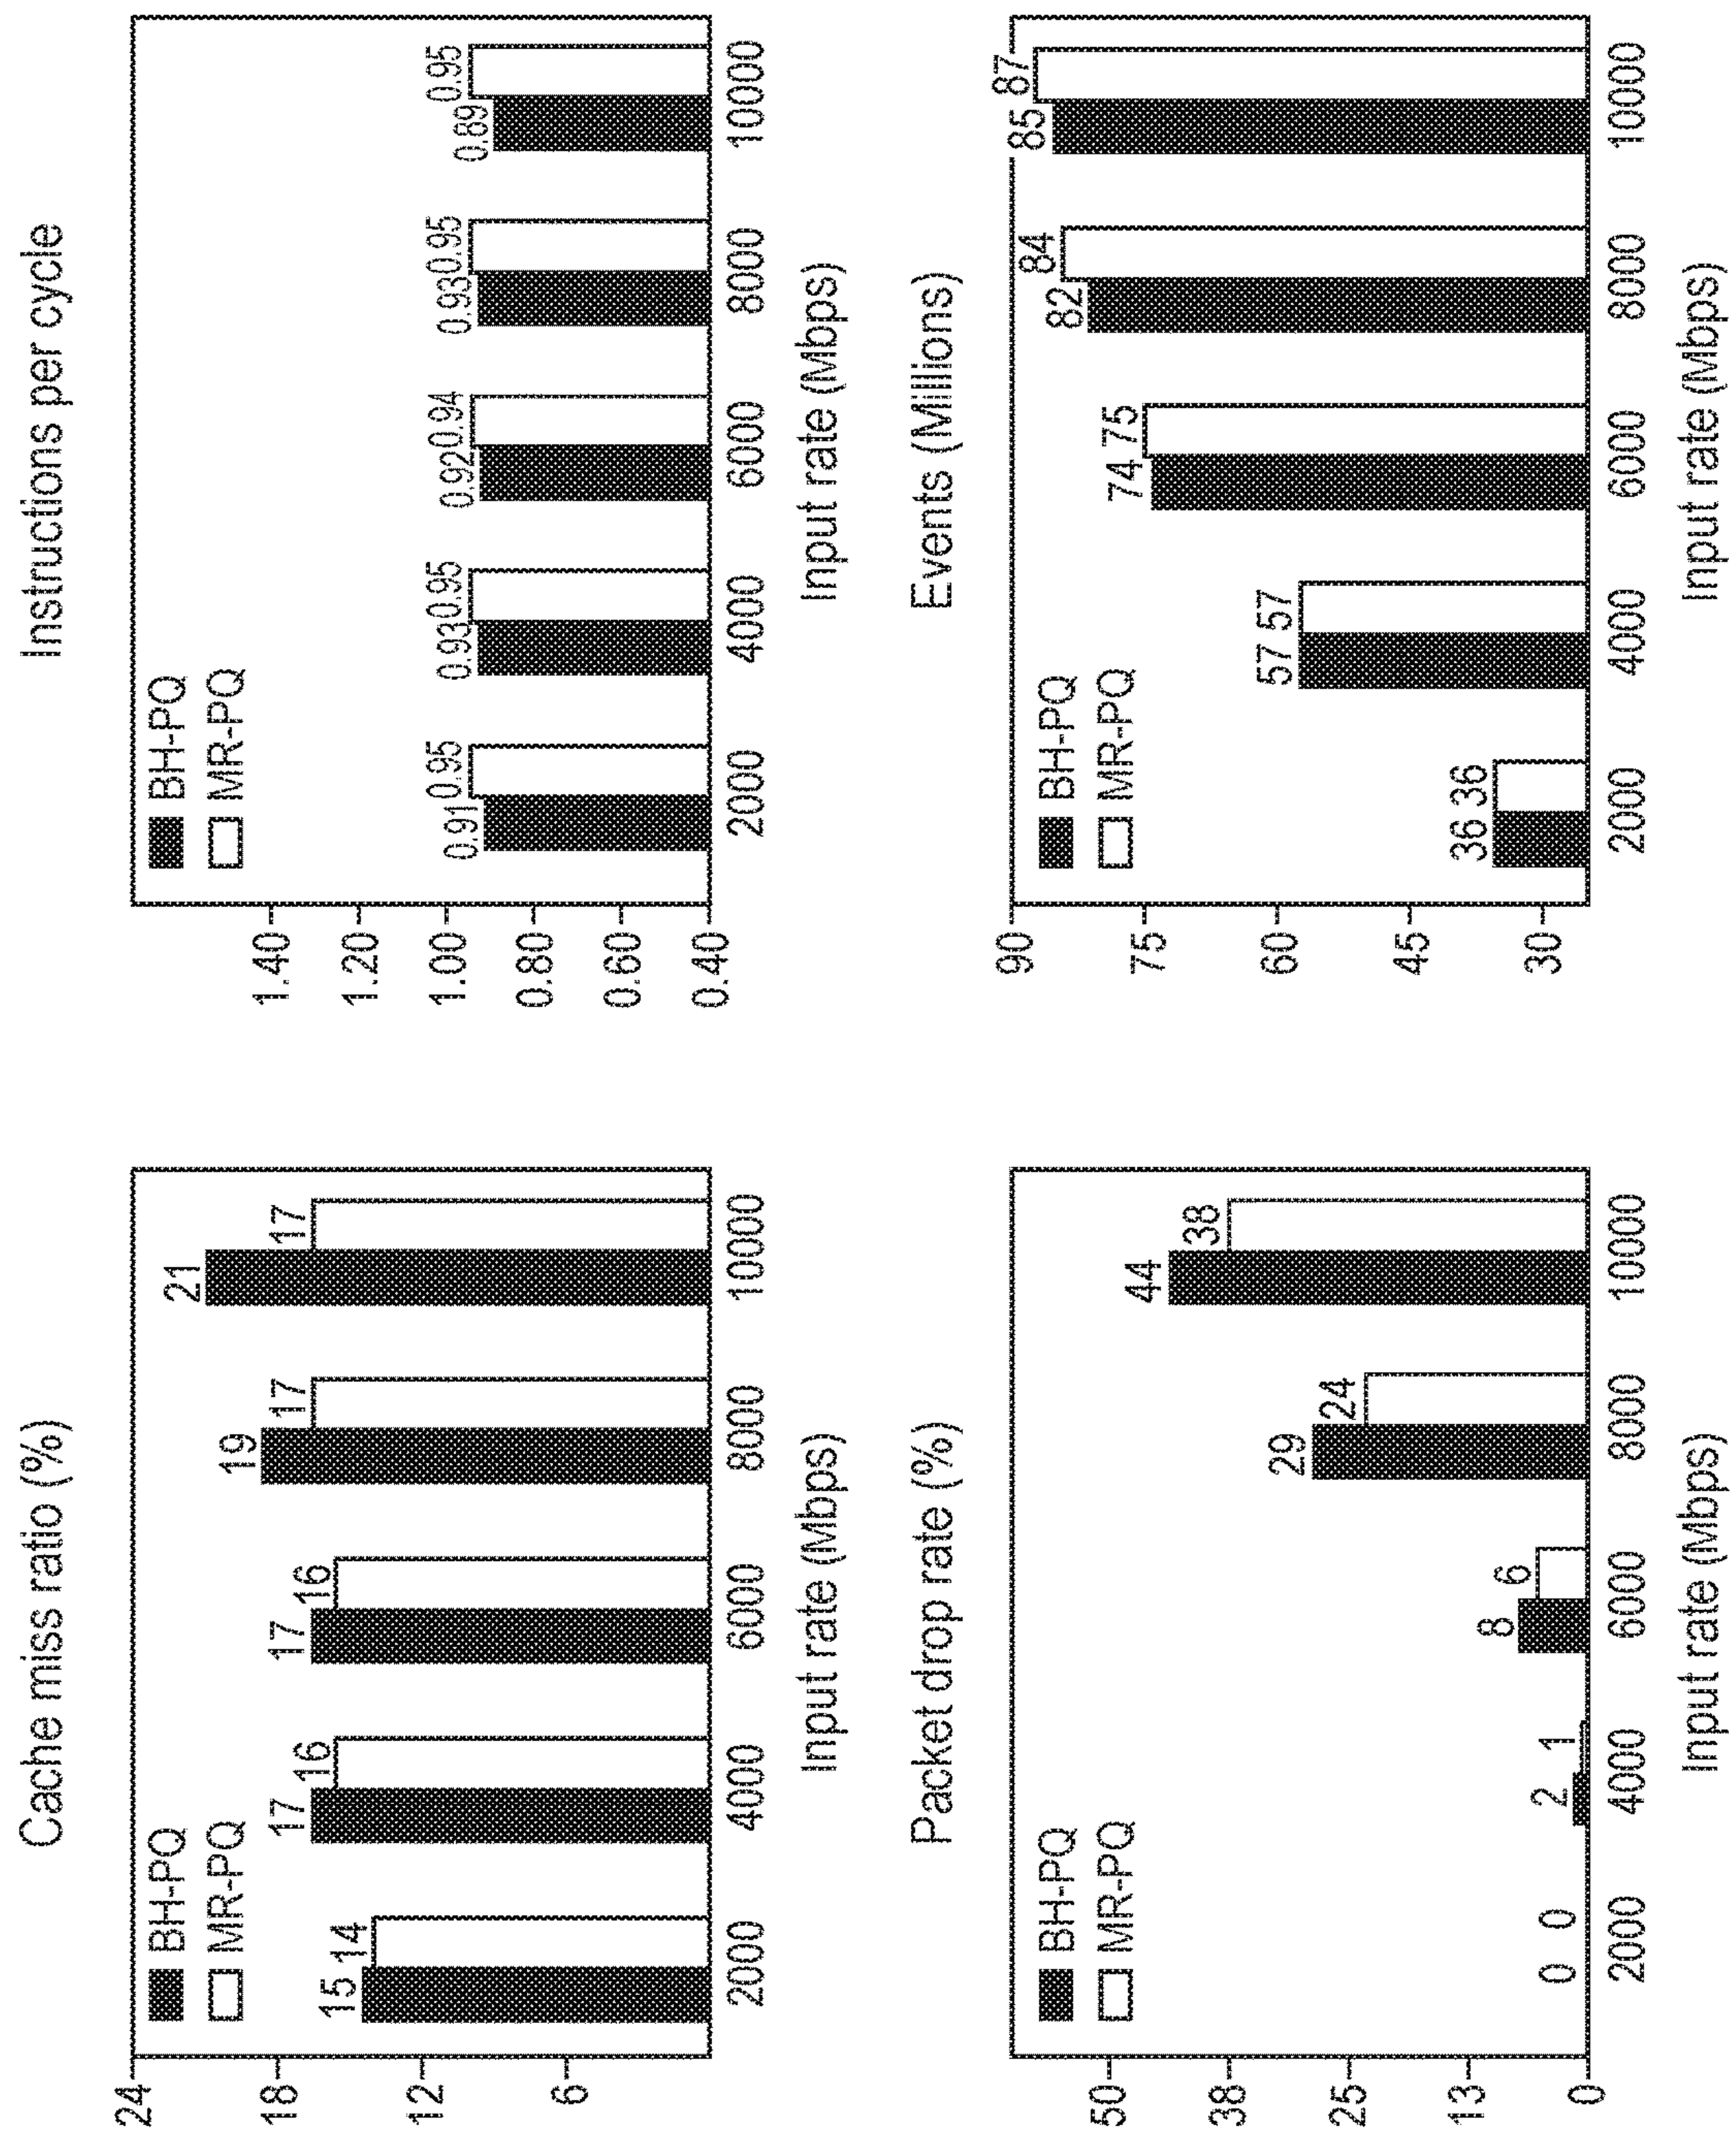 Cache miss ratio (%)
BH-PQ
MR-PQ
24
18
12
6
15 14
17 16
17 16
19 17
21 17
2000 4000 6000 8000 10000
Input rate (Mbps)
Instructions per cycle
BH-PQ
MR-PQ
1.40
1.20
1.00
0.80
0.60
0.40
0.91 0.95
0.93 0.95
0.92 0.94
0.93 0.95
0.89 0.95
2000 4000 6000 8000 10000
Input rate (Mbps)
Packet drop rate (%)
BH-PQ
MR-PQ
50
38
25
13
0
0 0
2 1
8 6
29 24
44 38
2000 4000 6000 8000 10000
Input rate (Mbps)
Events (Millions)
BH-PQ
MR-PQ
90
75
60
45
30
36 36
57 57
74 75
82 84
85 87
2000 4000 6000 8000 10000
Input rate (Mbps)